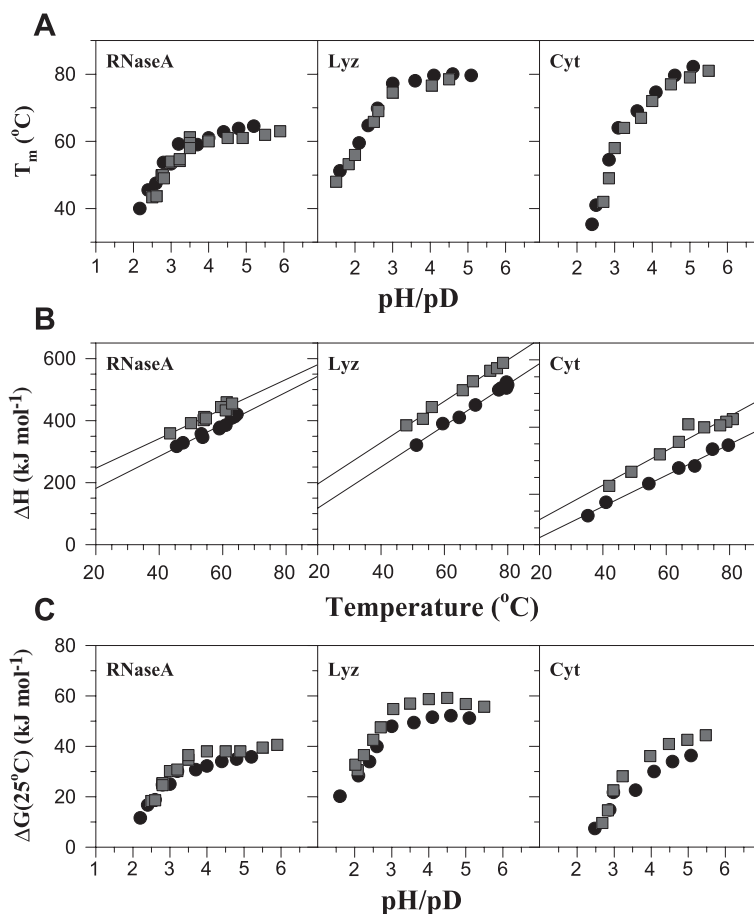 A
RNaseA
Lyz
Cyt
Tm (°C)
80
60
40
1 2 3 4 5 6
2 3 4 5 6
2 3 4 5 6
pH/pD
B
RNaseA
Lyz
Cyt
ΔH (kJ mol-1)
600
400
200
0
20 40 60 80
20 40 60 80
20 40 60 80
Temperature (°C)
C
RNaseA
Lyz
Cyt
ΔG(25°C) (kJ mol-1)
80
60
40
20
0
1 2 3 4 5 6
2 3 4 5 6
2 3 4 5 6
pH/pD